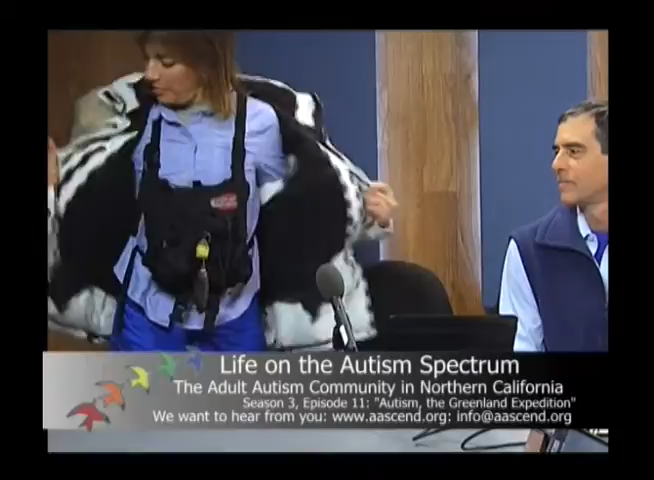 Life on the Autism Spectrum
The Adult Autism Community in Northern California
Season 3, Episode 11: "Autism, the Greenland Expedition"
We want to hear from you: www.aascend.org: info@aascend.org